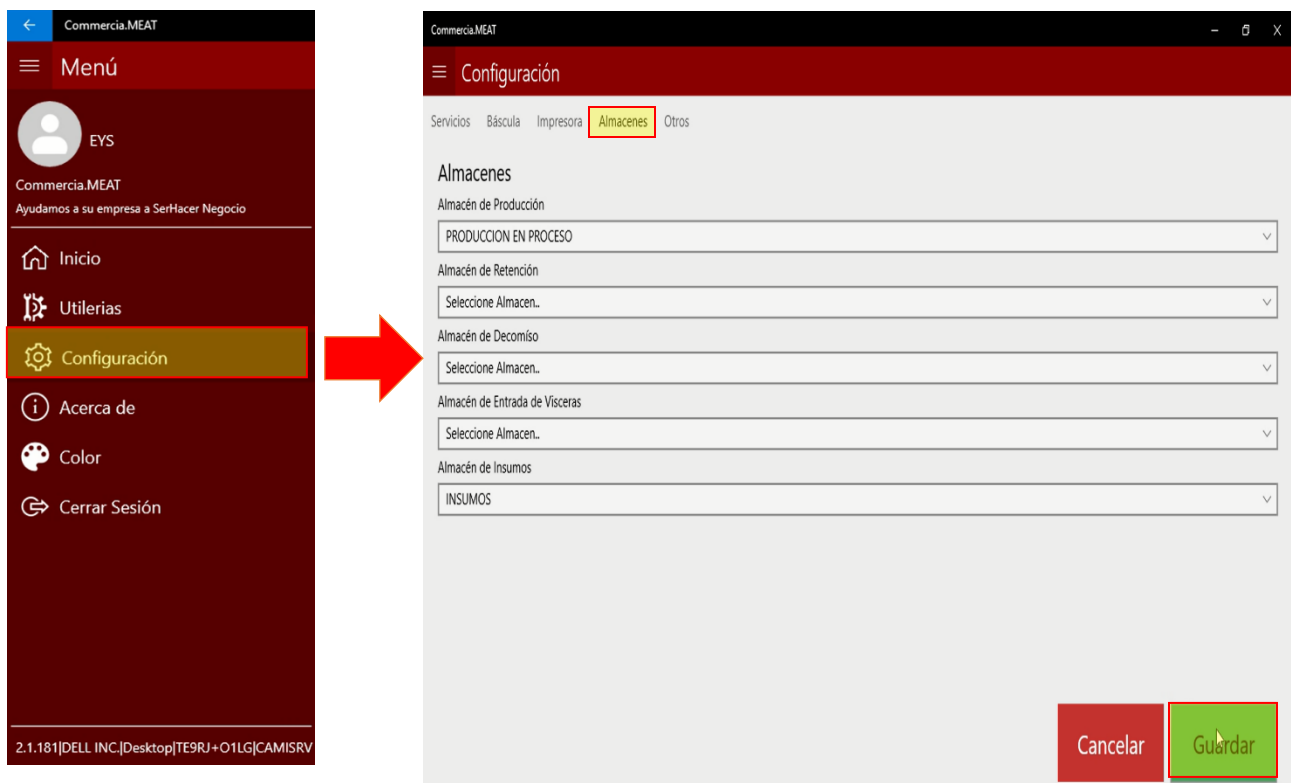 Commercia.MEAT
Menú
EYS
Commercia.MEAT
Ayudamos a su empresa a SerHacer Negocio
Inicio
Utilerias
Configuración
Acerca de
Color
Cerrar Sesión
2.1.181|DELL INC.|Desktop|TE9RJ+O1LG|CAMISRV
Commercia.MEAT
Configuración
Servicios Báscula Impresora Almacenes Otros
Almacenes
Almacén de Producción
PRODUCCION EN PROCESO
Almacén de Retención
Seleccione Almacen..
Almacén de Decomíso
Seleccione Almacen..
Almacén de Entrada de Visceras
Seleccione Almacen..
Almacén de Insumos
INSUMOS
Cancelar Guardar